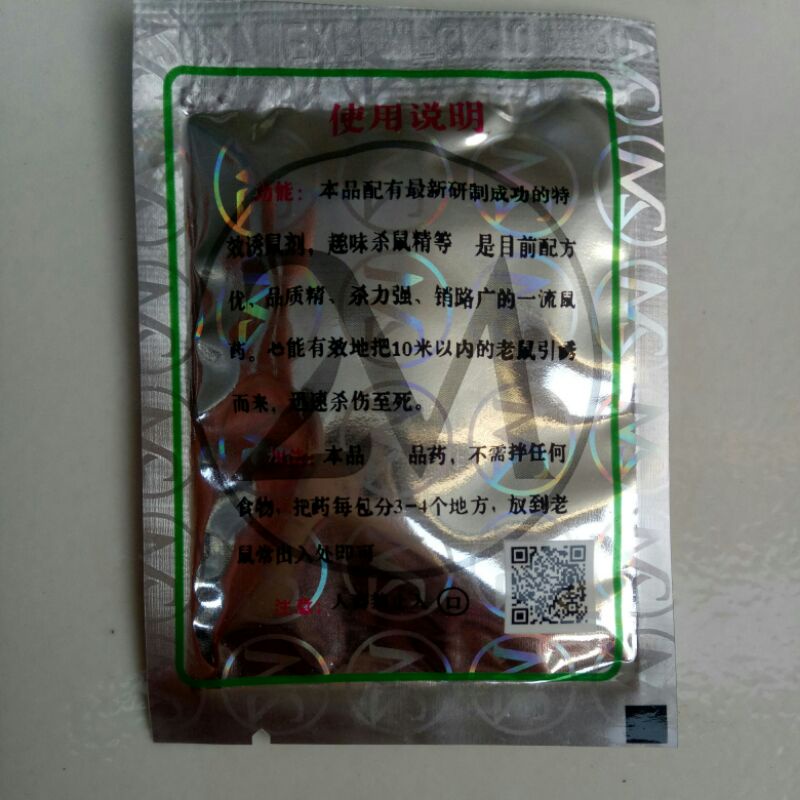 使用说明
功能：本品配有最新研制成功的特
效诱鼠剂，趣味杀鼠精等 是目前配方
优、品质精、杀力强、销路广的一流鼠
药。能有效地把10米以内的老鼠引诱
而来，迅速杀伤至死。
本品 品药，不需拌任何
食物，把药每包分3-4个地方，放到老
鼠常出入处即可
注意：人 入口